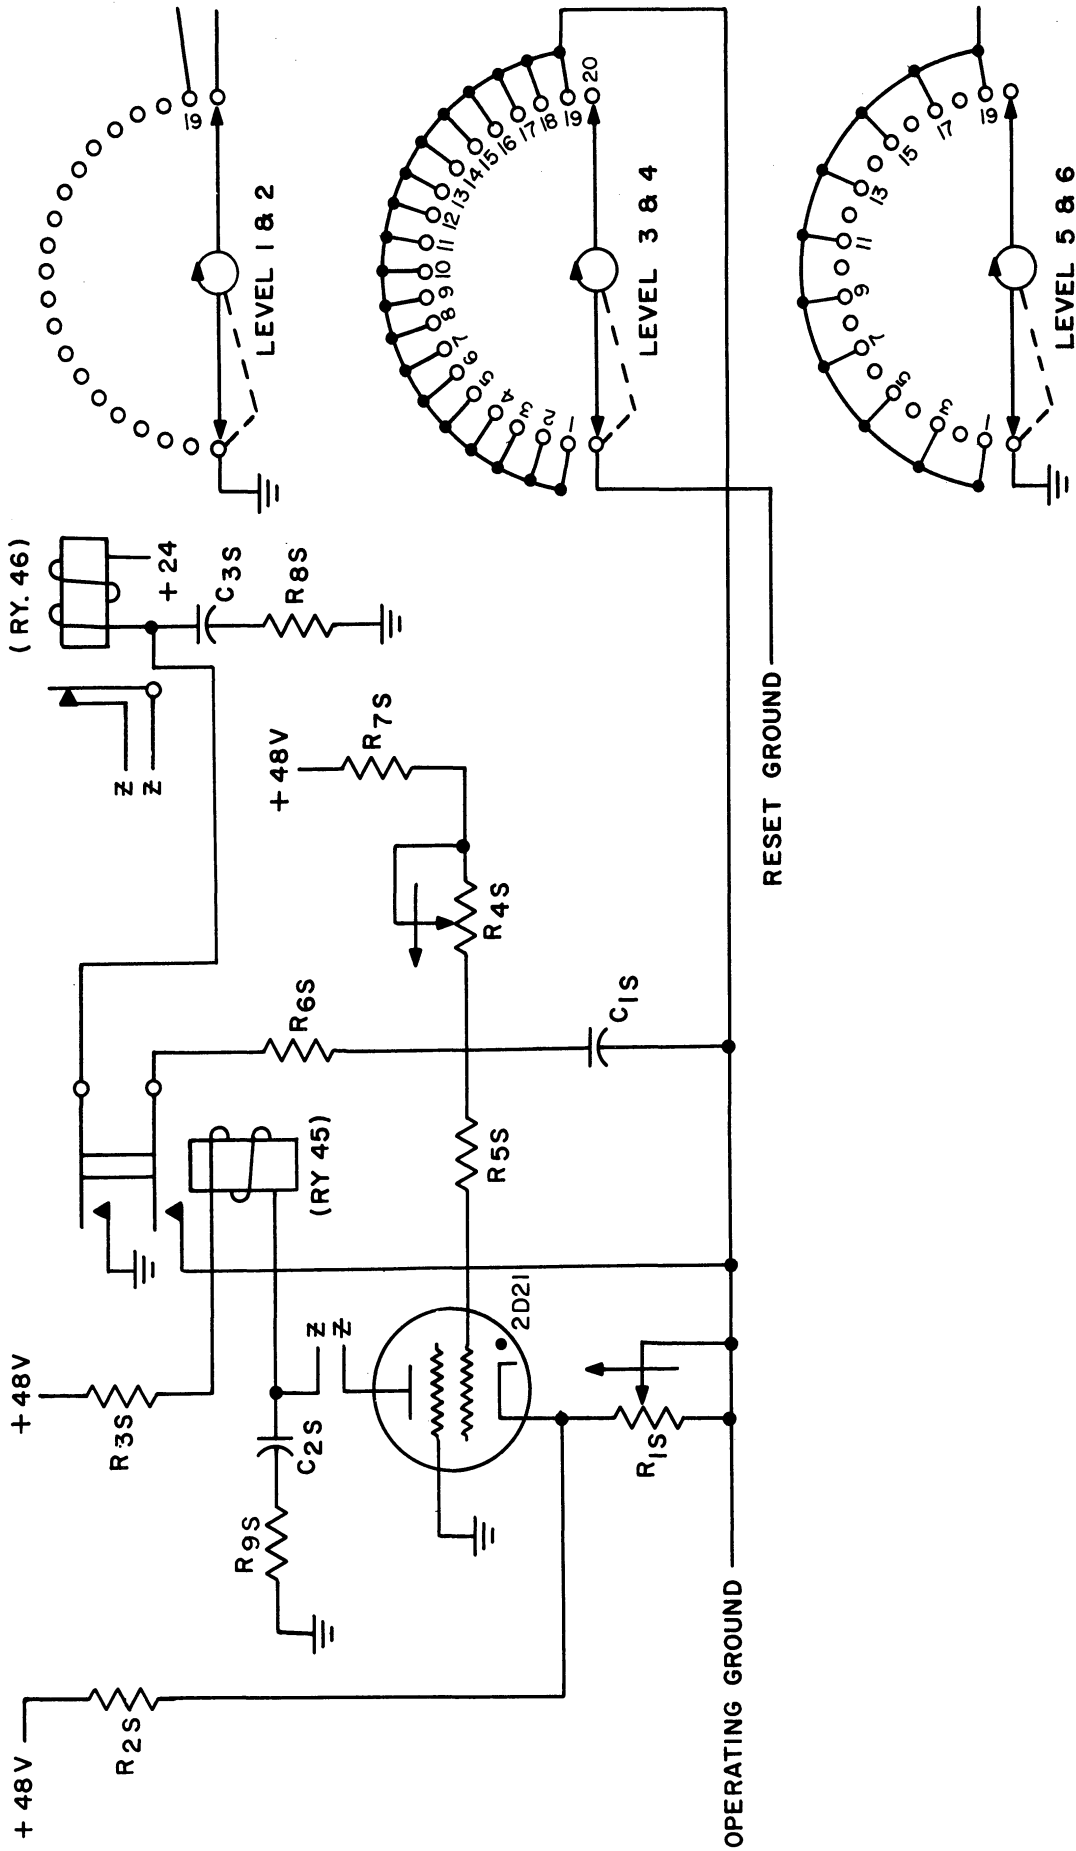 +48V
R2S
+48V
R3S
R9S
C2S
N
N
(RY 45)
2D21
R1S
R5S
R6S
C1S
R4S
+48V
R7S
N
N
(RY. 46)
+24
C3S
R8S
OPERATING GROUND
RESET GROUND
19
LEVEL 1 & 2
1
2
3
4
5
6
7
8
9
10
11
12
13
14
15
16
17
18
19
20
LEVEL 3 & 4
1
3
5
7
9
11
13
15
17
19
LEVEL 5 & 6